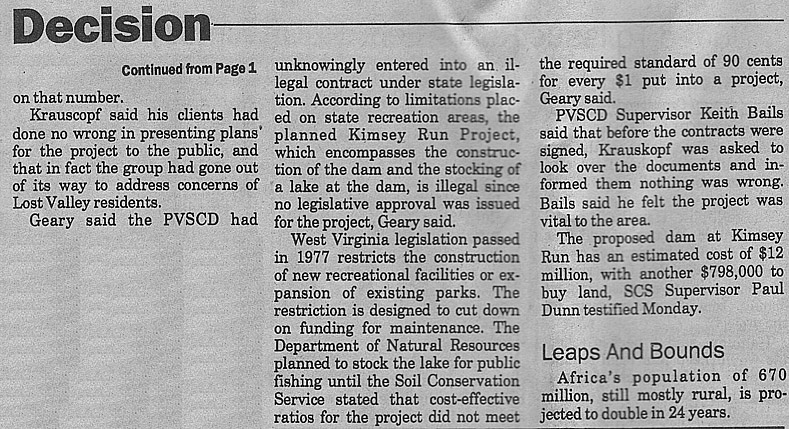 Decision
Continued from Page 1
on that number.
Krauscopf said his clients had
done no wrong in presenting plans
for the project to the public, and
that in fact the group had gone out
of its way to address concerns of
Lost Valley residents.
Geary said the PVSCD had
unknowingly entered into an il-
legal contract under state legisla-
tion. According to limitations plac-
ed on state recreation areas, the
planned Kimsey Run Project,
which encompasses the construc-
tion of the dam and the stocking of
a lake at the dam, is illegal since
no legislative approval was issued
for the project, Geary said.
West Virginia legislation passed
in 1977 restricts the construction
of new recreational facilities or ex-
pansion of existing parks. The
restriction is designed to cut down
on funding for maintenance. The
Department of Natural Resources
planned to stock the lake for public
fishing until the Soil Conservation
Service stated that cost-effective
ratios for the project did not meet
the required standard of 90 cents
for every $1 put into a project,
Geary said.
PVSCD Supervisor Keith Bails
said that before the contracts were
signed, Krauskopf was asked to
look over the documents and in-
formed them nothing was wrong.
Bails said he felt the project was
vital to the area.
The proposed dam at Kimsey
Run has an estimated cost of $12
million, with another $798,000 to
buy land, SCS Supervisor Paul
Dunn testified Monday.
Leaps And Bounds
Africa's population of 670
million, still mostly rural, is pro-
jected to double in 24 years.